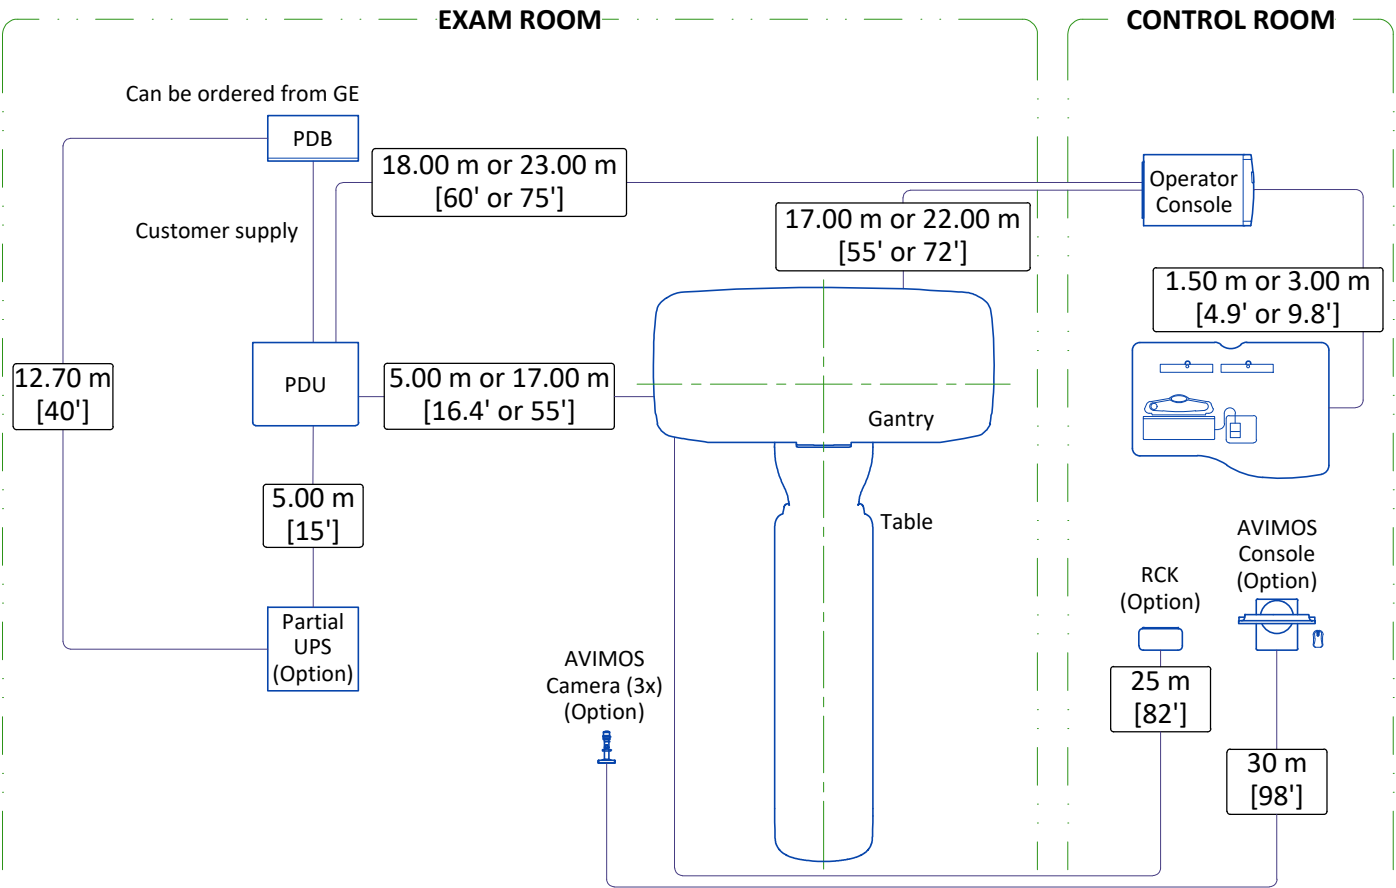 EXAM ROOM
CONTROL ROOM
Can be ordered from GE
PDB
18.00 m or 23.00 m
[60' or 75']
Operator
Console
Customer supply
17.00 m or 22.00 m
[55' or 72']
1.50 m or 3.00 m
[4.9' or 9.8']
12.70 m
[40']
PDU
5.00 m or 17.00 m
[16.4' or 55']
Gantry
5.00 m
[15']
Table
AVIMOS
Console
(Option)
RCK
(Option)
Partial
UPS
(Option)
AVIMOS
Camera (3x)
(Option)
25 m
[82']
30 m
[98']